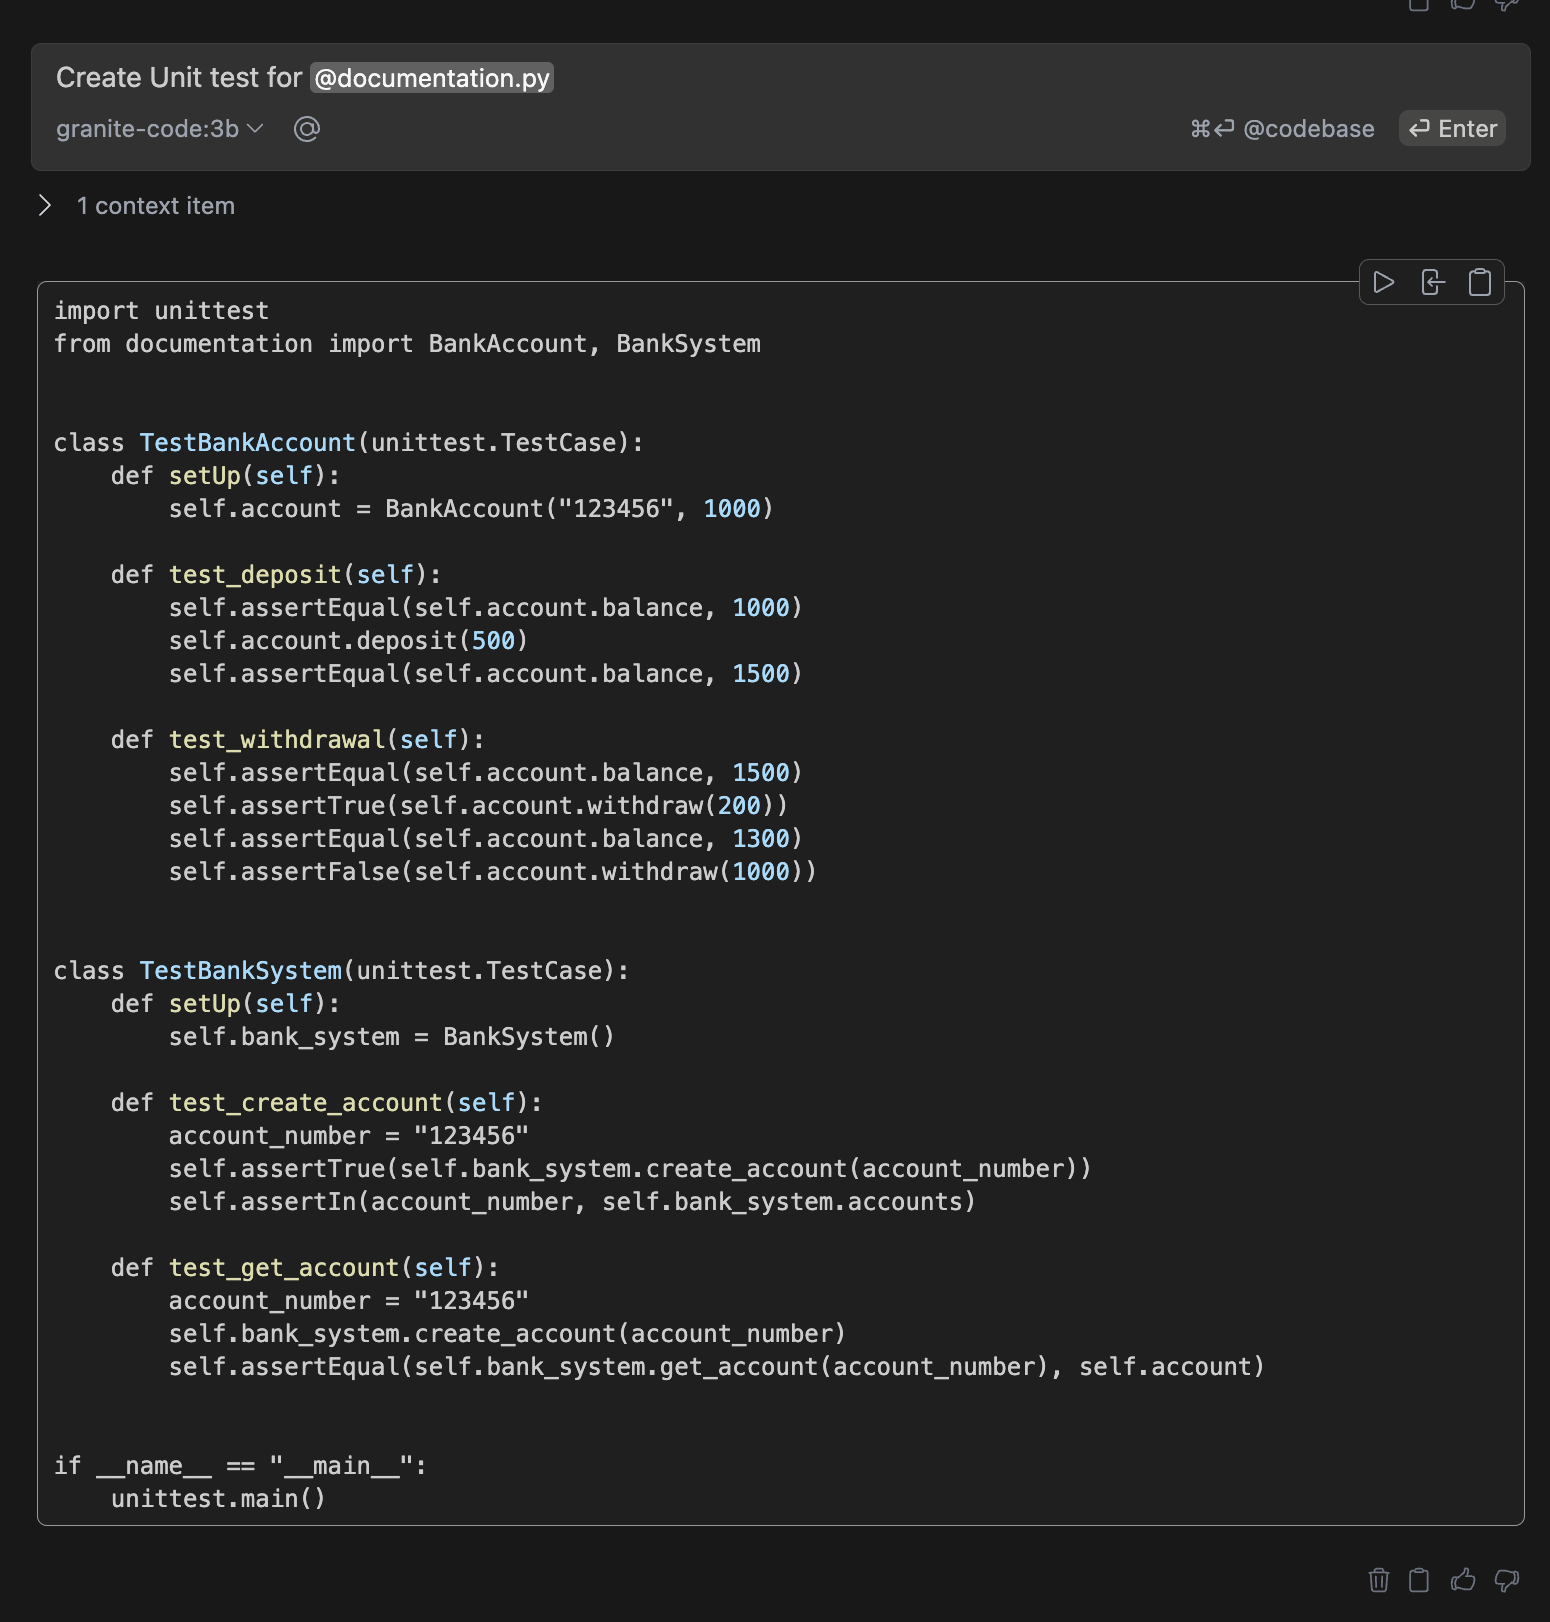 Create Unit test for @documentation.py
granite-code:3b @ ⌘⏎ @codebase ⏎ Enter
1 context item
import unittest
from documentation import BankAccount, BankSystem
class TestBankAccount(unittest.TestCase):
    def setUp(self):
        self.account = BankAccount("123456", 1000)
    def test_deposit(self):
        self.assertEqual(self.account.balance, 1000)
        self.account.deposit(500)
        self.assertEqual(self.account.balance, 1500)
    def test_withdrawal(self):
        self.assertEqual(self.account.balance, 1500)
        self.assertTrue(self.account.withdraw(200))
        self.assertEqual(self.account.balance, 1300)
        self.assertFalse(self.account.withdraw(1000))
class TestBankSystem(unittest.TestCase):
    def setUp(self):
        self.bank_system = BankSystem()
    def test_create_account(self):
        account_number = "123456"
        self.assertTrue(self.bank_system.create_account(account_number))
        self.assertIn(account_number, self.bank_system.accounts)
    def test_get_account(self):
        account_number = "123456"
        self.bank_system.create_account(account_number)
        self.assertEqual(self.bank_system.get_account(account_number), self.account)
if __name__ == "__main__":
    unittest.main()